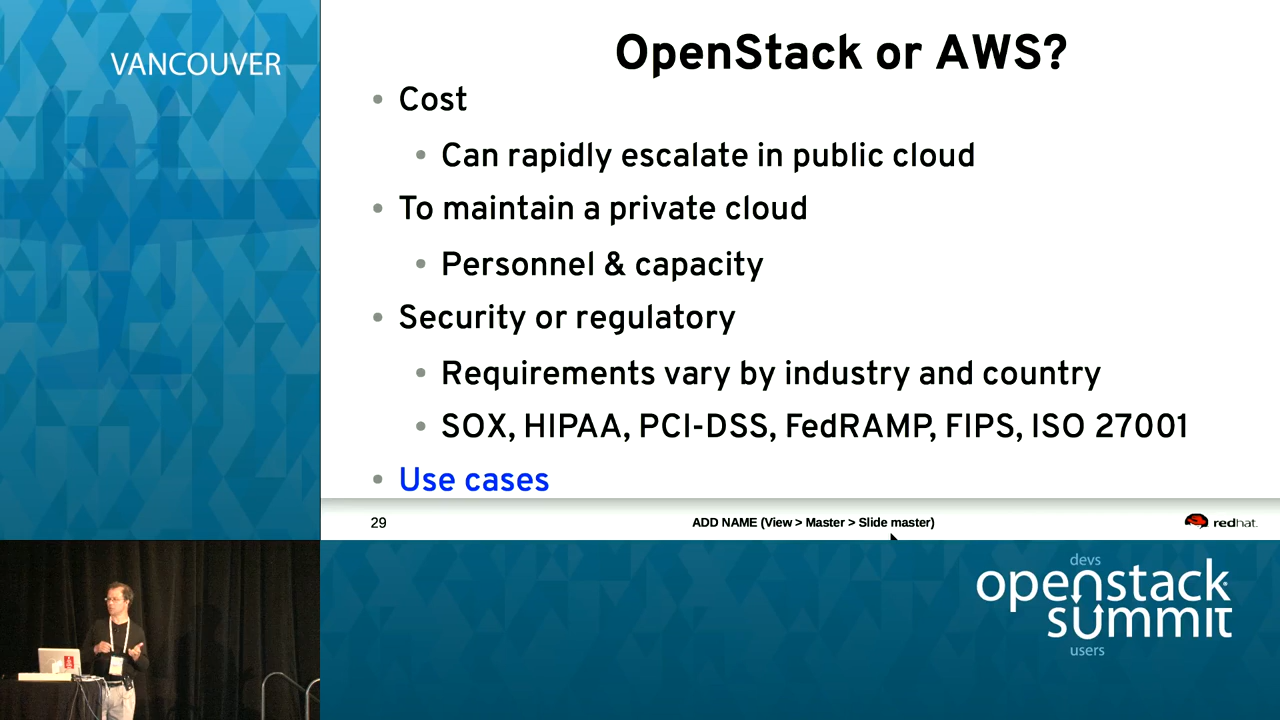 VANCOUVER
OpenStack or AWS?
Cost
Can rapidly escalate in public cloud
To maintain a private cloud
Personnel & capacity
Security or regulatory
Requirements vary by industry and country
SOX, HIPAA, PCI-DSS, FedRAMP, FIPS, ISO 27001
Use cases
29
ADD NAME (View > Master > Slide master)
redhat.
devs
openstack
summit
users